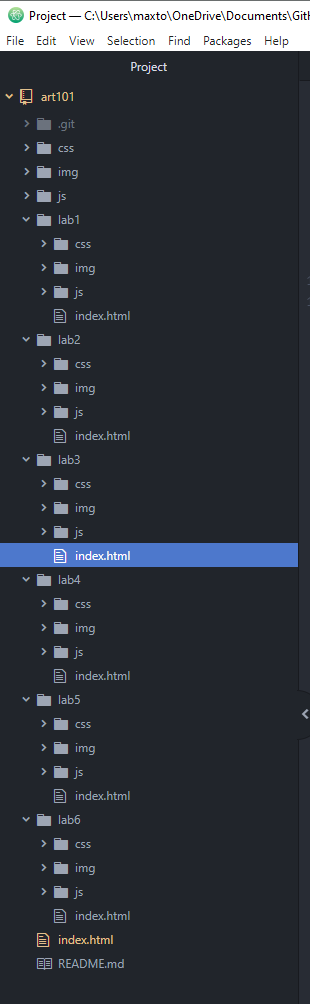 Project — C:\Users\maxto\OneDrive\Documents\Gith
File Edit View Selection Find Packages Help
Project
art101
.git
css
img
js
lab1
css
img
js
index.html
lab2
css
img
js
index.html
lab3
css
img
js
index.html
lab4
css
img
js
index.html
lab5
css
img
js
index.html
lab6
css
img
js
index.html
index.html
README.md